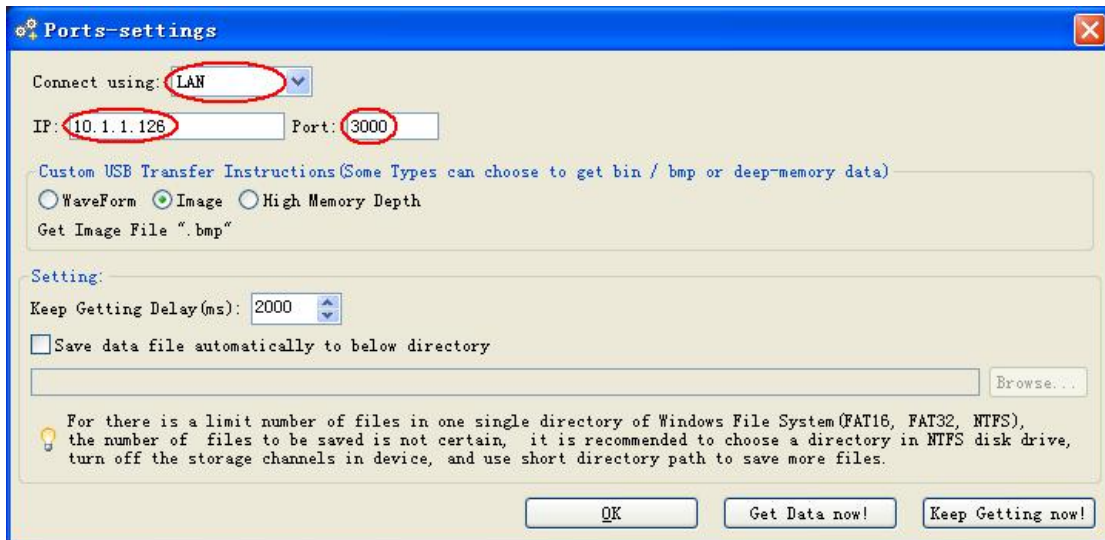 Ports-settings
Connect using: LAN
IP: 10.1.1.126 Port: 3000
Custom USB Transfer Instructions(Some Types can choose to get bin / bmp or deep-memory data)
WaveForm Image High Memory Depth
Get Image File ".bmp"
Setting:
Keep Getting Delay(ms): 2000
Save data file automatically to below directory
Browse...
For there is a limit number of files in one single directory of Windows File System(FAT16, FAT32, NTFS),
the number of files to be saved is not certain, it is recommended to choose a directory in NTFS disk drive,
turn off the storage channels in device, and use short directory path to save more files.
OK Get Data now! Keep Getting now!